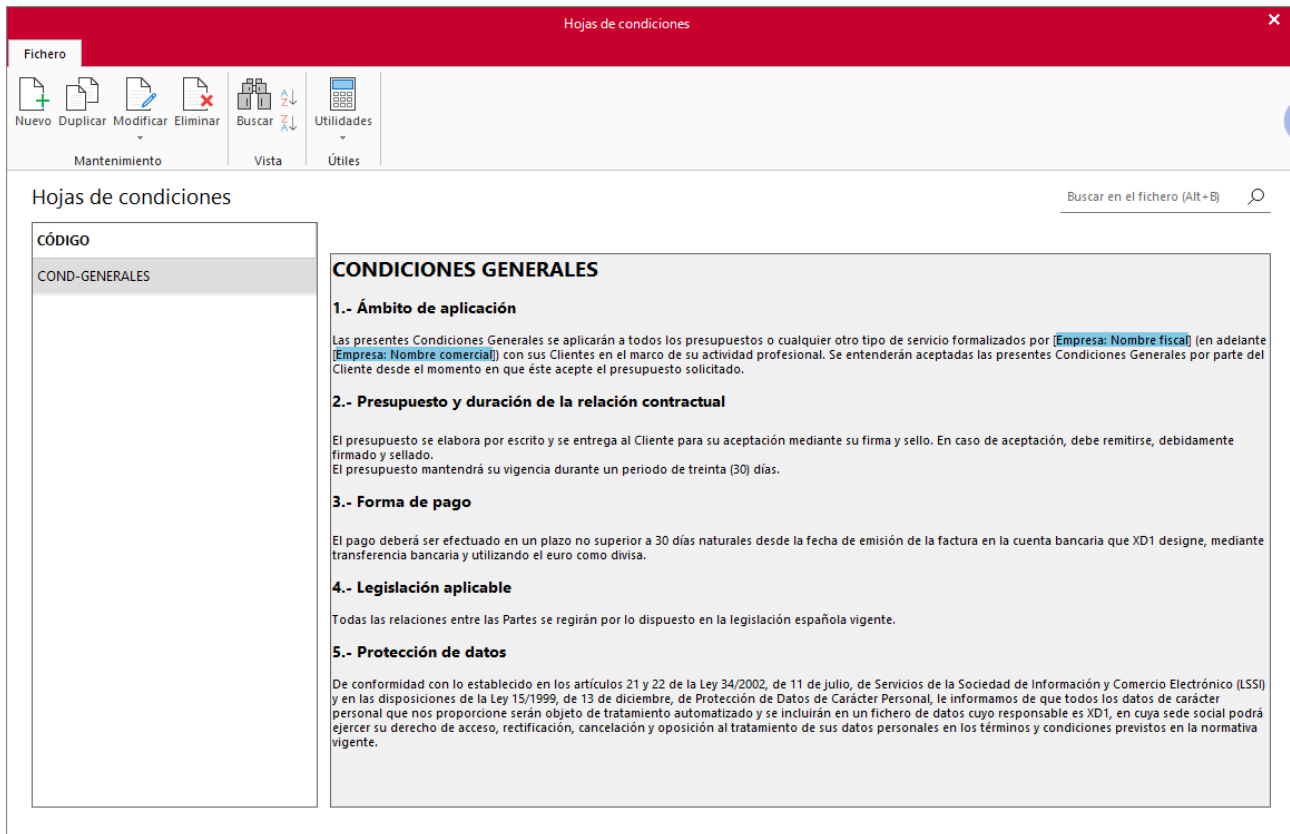 Hojas de condiciones
Fichero
Nuevo Duplicar Modificar Eliminar
Buscar
A
Z
Z
A
Utilidades
Mantenimiento
Vista
Útiles
Hojas de condiciones
Buscar en el fichero (Alt+B)
CÓDIGO
COND-GENERALES
CONDICIONES GENERALES
1.- Ámbito de aplicación
Las presentes Condiciones Generales se aplicarán a todos los presupuestos o cualquier otro tipo de servicio formalizados por [Empresa: Nombre fiscal] (en adelante
[Empresa: Nombre comercial]) con sus Clientes en el marco de su actividad profesional. Se entenderán aceptadas las presentes Condiciones Generales por parte del
Cliente desde el momento en que éste acepte el presupuesto solicitado.
2.- Presupuesto y duración de la relación contractual
El presupuesto se elabora por escrito y se entrega al Cliente para su aceptación mediante su firma y sello. En caso de aceptación, debe remitirse, debidamente
firmado y sellado.
El presupuesto mantendrá su vigencia durante un periodo de treinta (30) días.
3.- Forma de pago
El pago deberá ser efectuado en un plazo no superior a 30 días naturales desde la fecha de emisión de la factura en la cuenta bancaria que XD1 designe, mediante
transferencia bancaria y utilizando el euro como divisa.
4.- Legislación aplicable
Todas las relaciones entre las Partes se regirán por lo dispuesto en la legislación española vigente.
5.- Protección de datos
De conformidad con lo establecido en los artículos 21 y 22 de la Ley 34/2002, de 11 de julio, de Servicios de la Sociedad de Información y Comercio Electrónico (LSSI)
y en las disposiciones de la Ley 15/1999, de 13 de diciembre, de Protección de Datos de Carácter Personal, le informamos de que todos los datos de carácter
personal que nos proporcione serán objeto de tratamiento automatizado y se incluirán en un fichero de datos cuyo responsable es XD1, en cuya sede social podrá
ejercer su derecho de acceso, rectificación, cancelación y oposición al tratamiento de sus datos personales en los términos y condiciones previstos en la normativa
vigente.